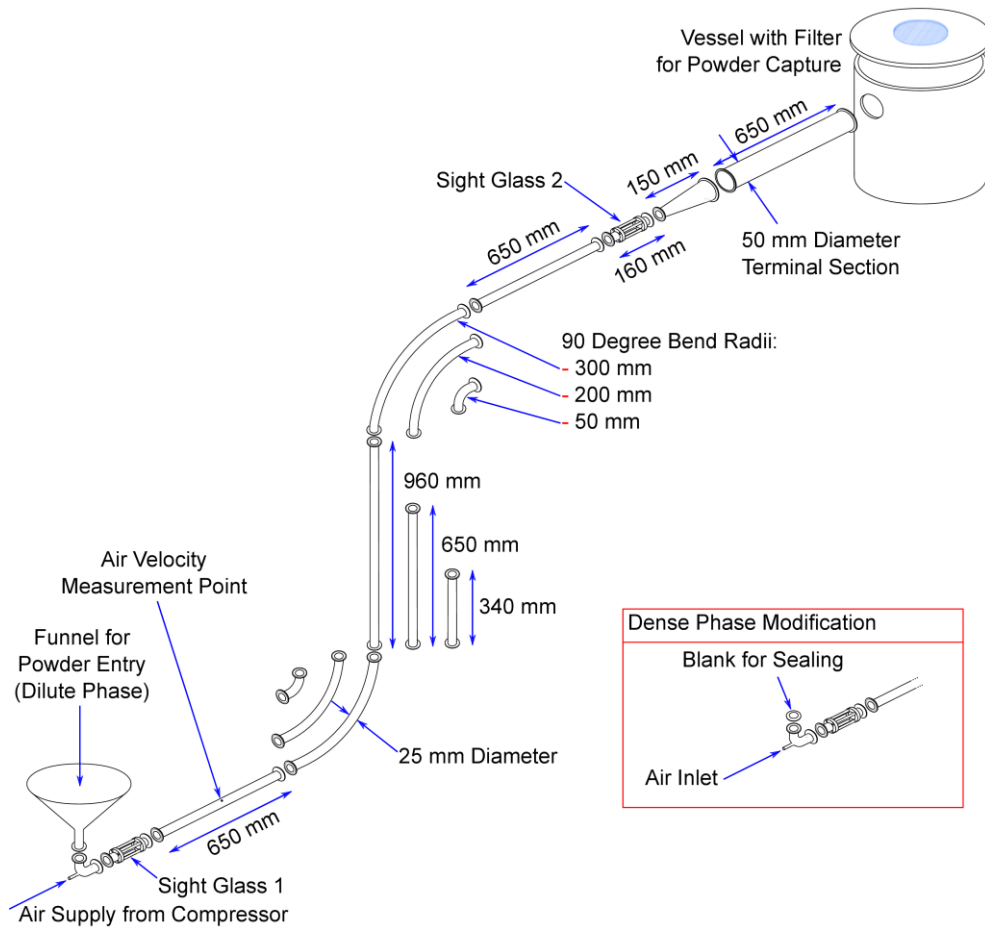 Vessel with Filter
for Powder Capture
650 mm
150 mm
Sight Glass 2
650 mm
160 mm
50 mm Diameter
Terminal Section
90 Degree Bend Radii:
- 300 mm
- 200 mm
- 50 mm
960 mm
650 mm
340 mm
Air Velocity
Measurement Point
Funnel for
Powder Entry
(Dilute Phase)
25 mm Diameter
650 mm
Sight Glass 1
Air Supply from Compressor
Dense Phase Modification
Blank for Sealing
Air Inlet